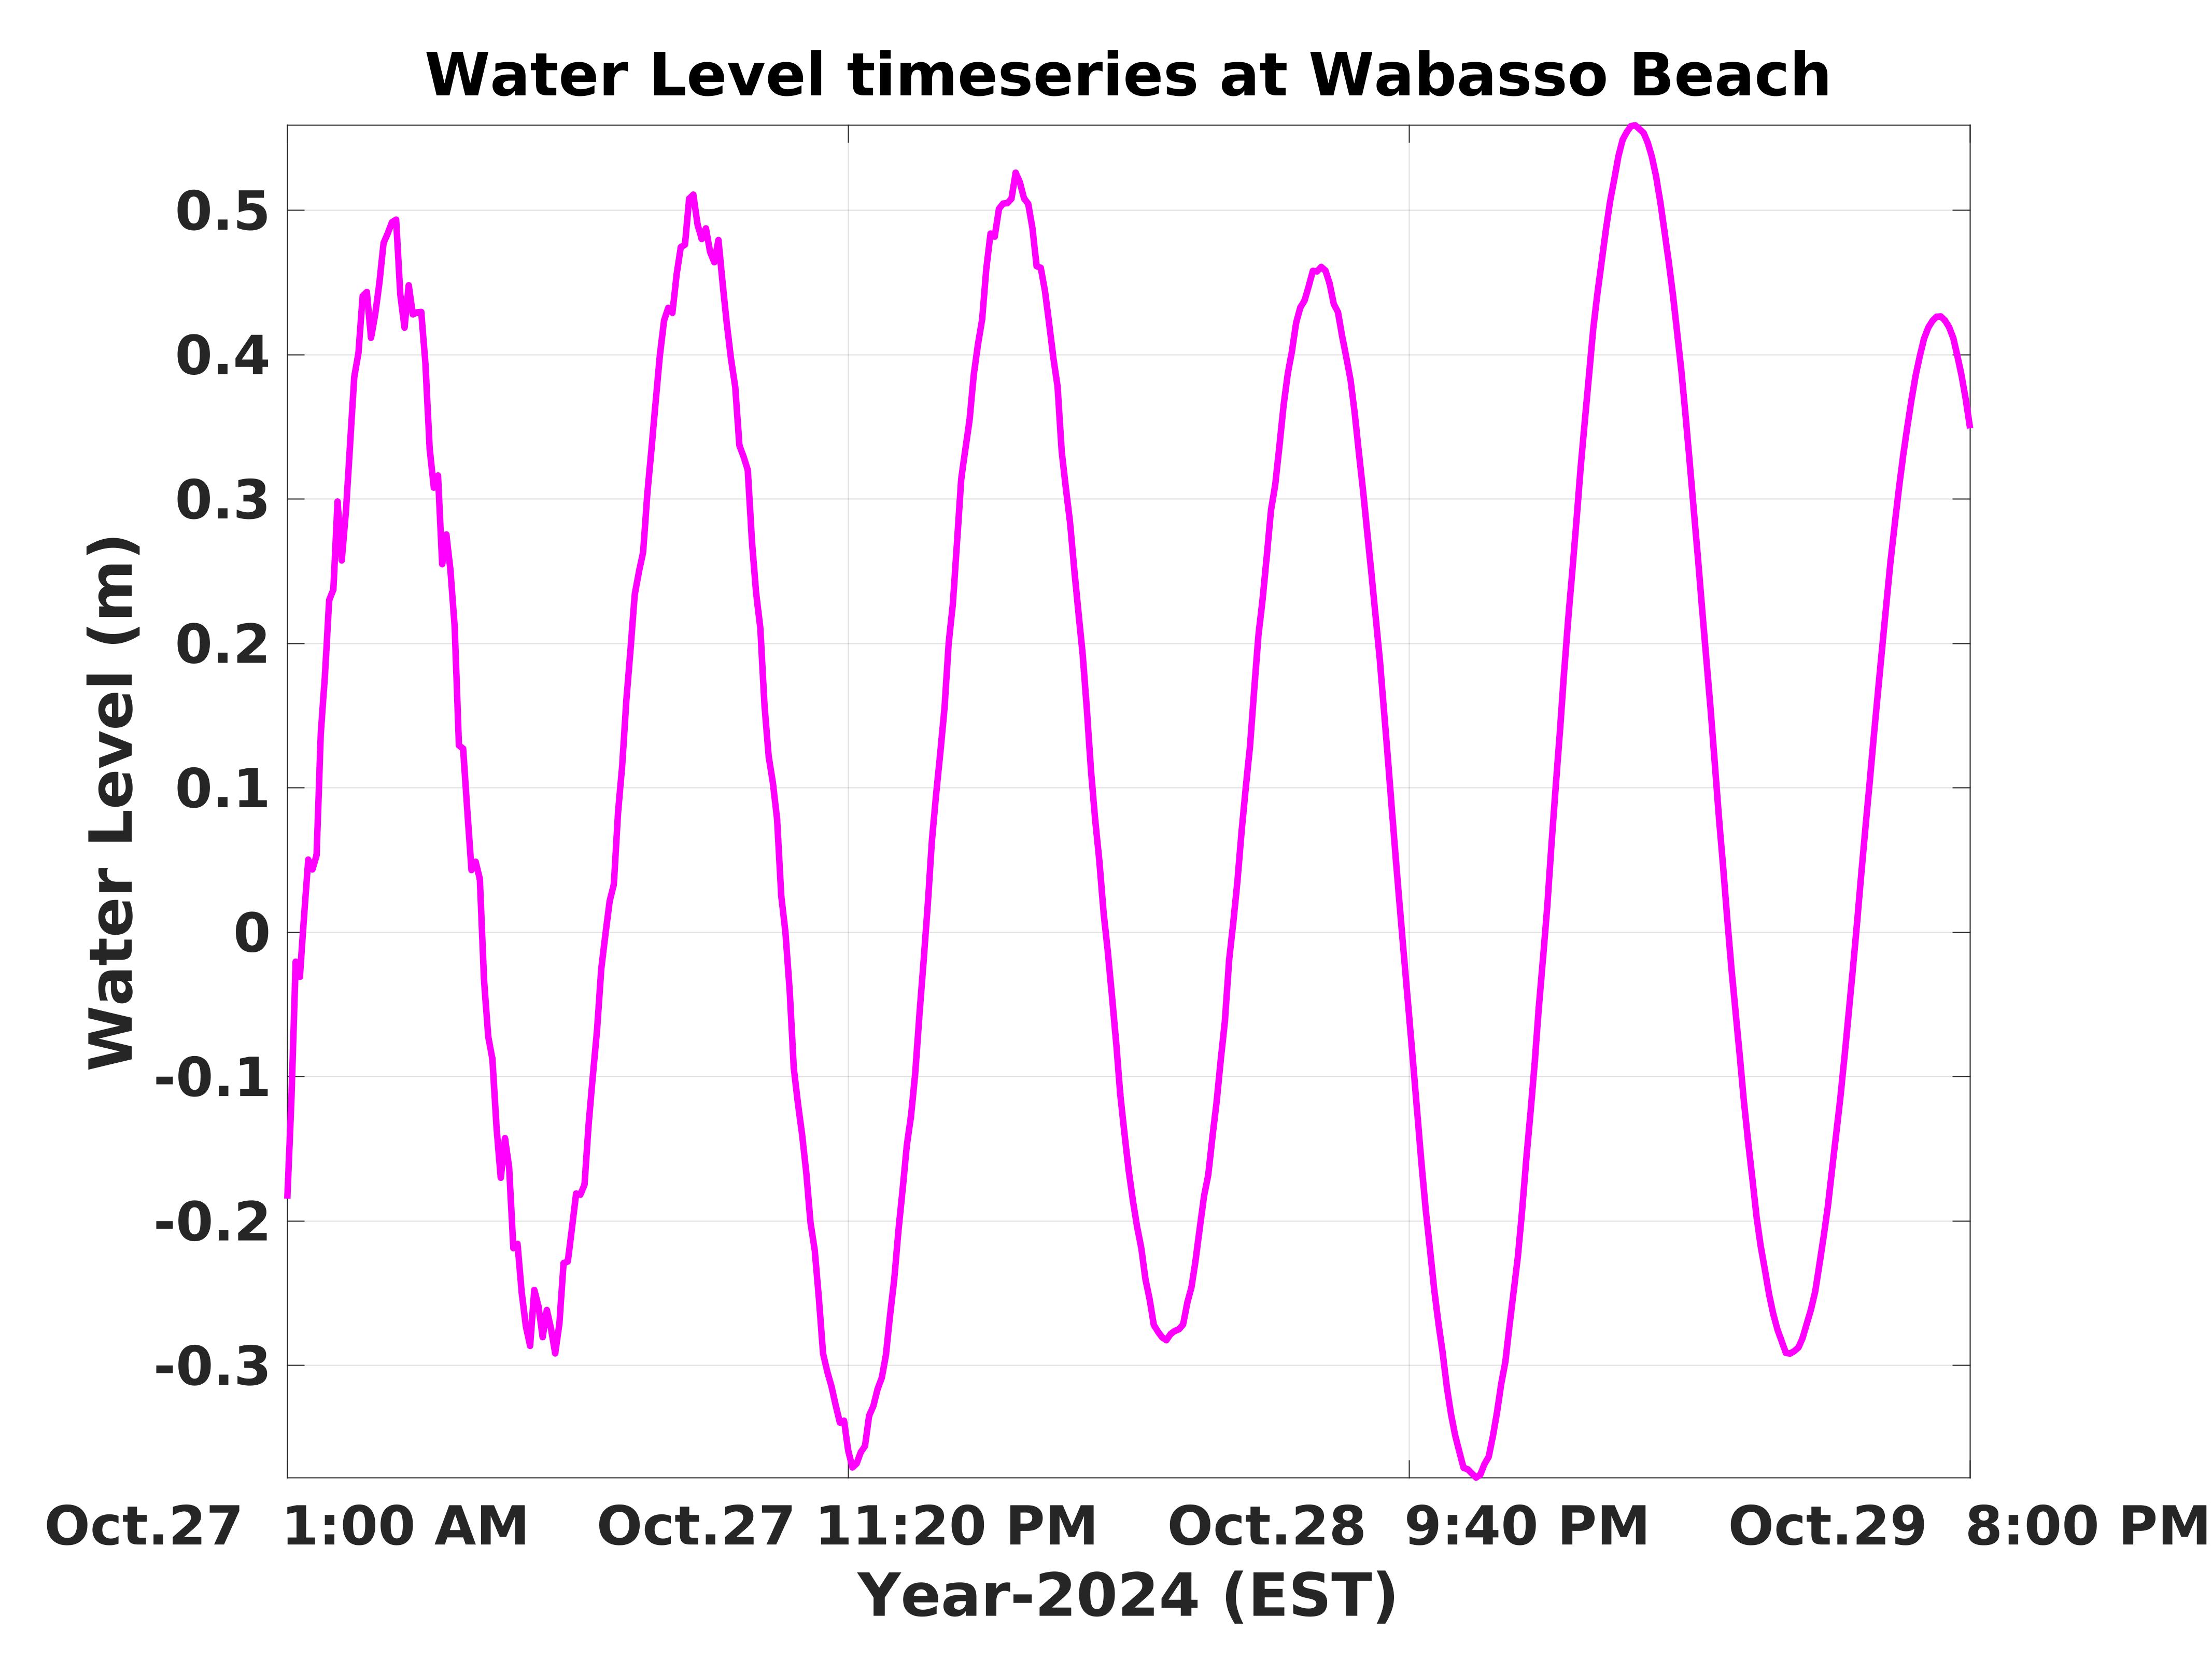 Water Level timeseries at Wabasso Beach
Water Level (m)
0.5
0.4
0.3
0.2
0.1
0
-0.1
-0.2
-0.3
Oct.27 1:00 AM Oct.27 11:20 PM Oct.28 9:40 PM Oct.29 8:00 PM
Year-2024 (EST)